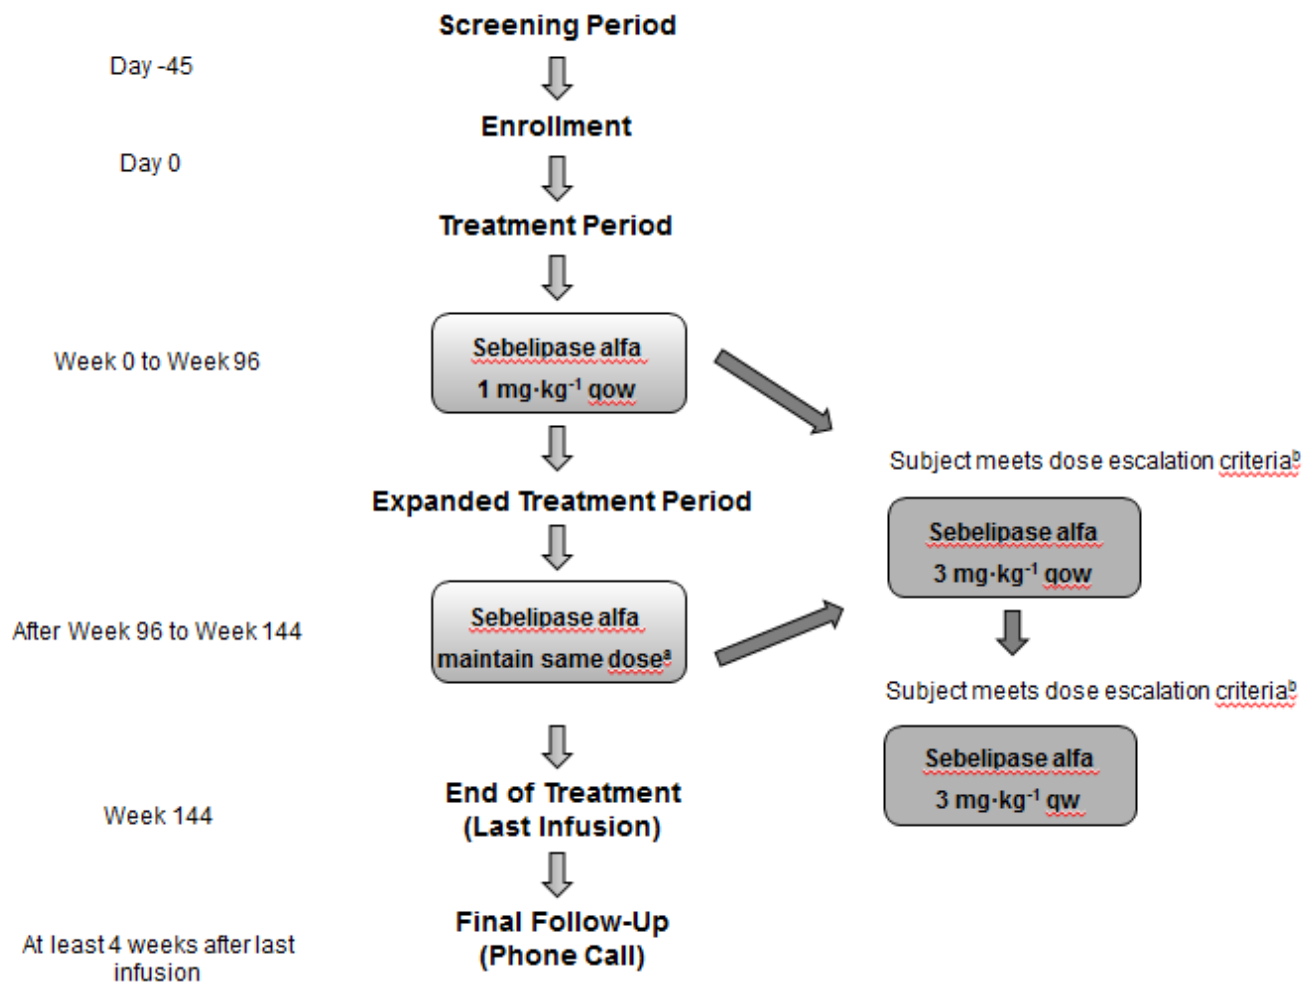 Screening Period
Day -45
Enrollment
Day 0
Treatment Period
Week 0 to Week 96
Sebelipase alfa
1 mg·kg⁻¹ qow
Subject meets dose escalation criteriaᵇ
Expanded Treatment Period
Sebelipase alfa
3 mg·kg⁻¹ qow
After Week 96 to Week 144
Sebelipase alfa
maintain same doseᵃ
Subject meets dose escalation criteriaᵇ
Sebelipase alfa
3 mg·kg⁻¹ qw
Week 144
End of Treatment
(Last Infusion)
At least 4 weeks after last
infusion
Final Follow-Up
(Phone Call)